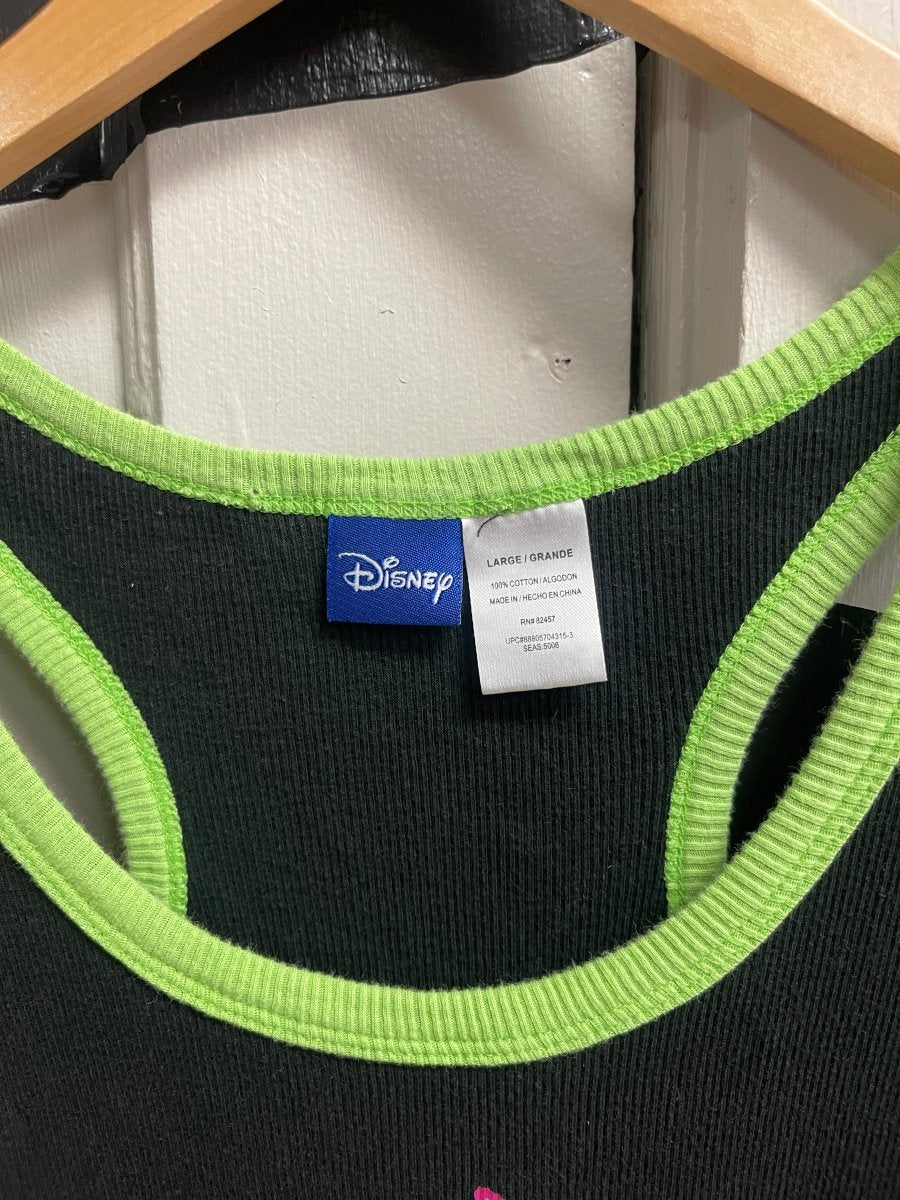 Disney
LARGE / GRANDE
100% COTTON / ALGODON
MADE IN / HECHO EN CHINA
RN# 82457
UPC#88805704315-3
SEAS:5006